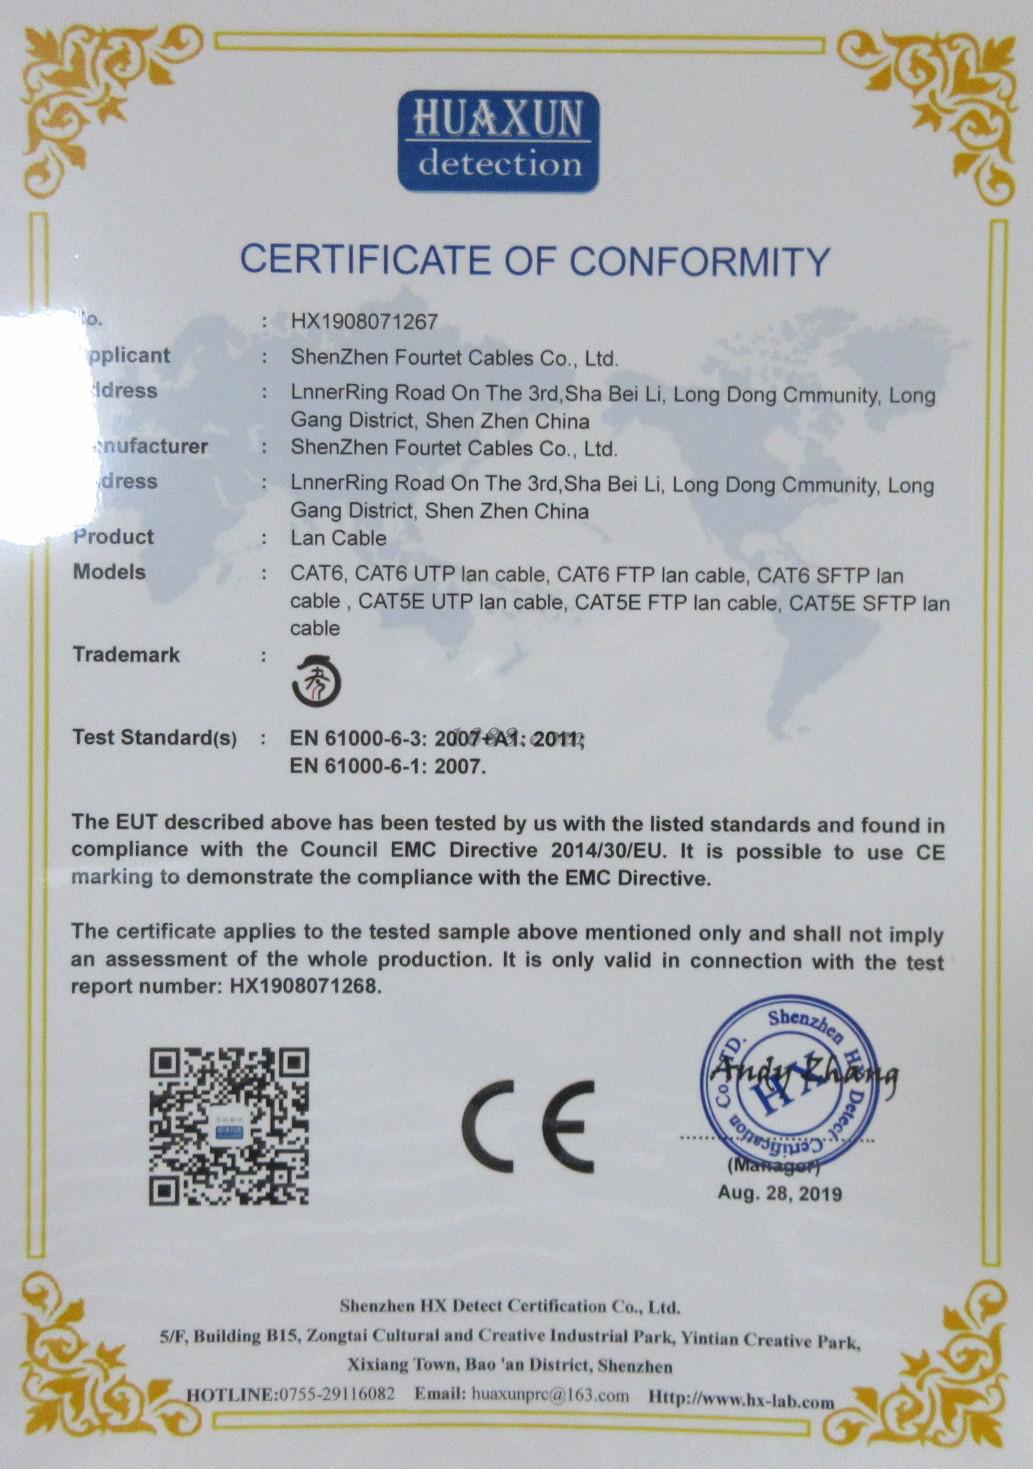 HUAXUN
detection
CERTIFICATE OF CONFORMITY
o. : HX1908071267
pplicant : ShenZhen Fourtet Cables Co., Ltd.
ddress : LnnerRing Road On The 3rd,Sha Bei Li, Long Dong Cmmunity, Long
Gang District, Shen Zhen China
nufacturer : ShenZhen Fourtet Cables Co., Ltd.
dress : LnnerRing Road On The 3rd,Sha Bei Li, Long Dong Cmmunity, Long
Gang District, Shen Zhen China
Product : Lan Cable
Models : CAT6, CAT6 UTP lan cable, CAT6 FTP lan cable, CAT6 SFTP lan
cable , CAT5E UTP lan cable, CAT5E FTP lan cable, CAT5E SFTP lan
cable
Trademark :
Test Standard(s) : EN 61000-6-3: 2007+A1: 2011;
EN 61000-6-1: 2007.
The EUT described above has been tested by us with the listed standards and found in
compliance with the Council EMC Directive 2014/30/EU. It is possible to use CE
marking to demonstrate the compliance with the EMC Directive.
The certificate applies to the tested sample above mentioned only and shall not imply
an assessment of the whole production. It is only valid in connection with the test
report number: HX1908071268.
CE
Shenzhen HX Detect Certification Co., LTD.
HX
Andy Zhang
(Manager)
Aug. 28, 2019
Shenzhen HX Detect Certification Co., Ltd.
5/F, Building B15, Zongtai Cultural and Creative Industrial Park, Yintian Creative Park,
Xixiang Town, Bao 'an District, Shenzhen
HOTLINE:0755-29116082 Email: huaxunprc@163.com Http://www.hx-lab.com